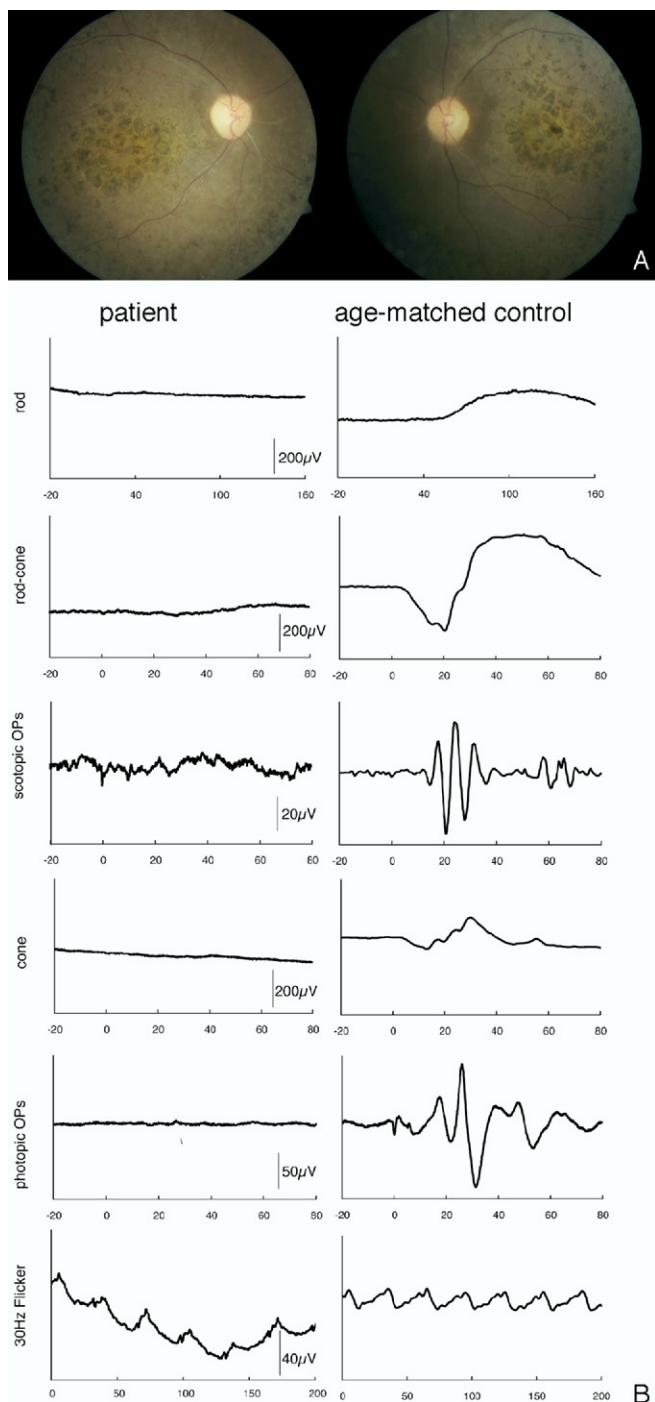 A
patient age-matched control
rod
200µV
-20 40 100 160 -20 40 100 160
rod-cone
200µV
-20 0 20 40 60 80 -20 0 20 40 60 80
scotopic OPs
20µV
-20 0 20 40 60 80 -20 0 20 40 60 80
cone
200µV
-20 0 20 40 60 80 -20 0 20 40 60 80
photopic OPs
50µV
-20 0 20 40 60 80 -20 0 20 40 60 80
30Hz Flicker
40µV
0 50 100 150 200 0 50 100 150 200
B